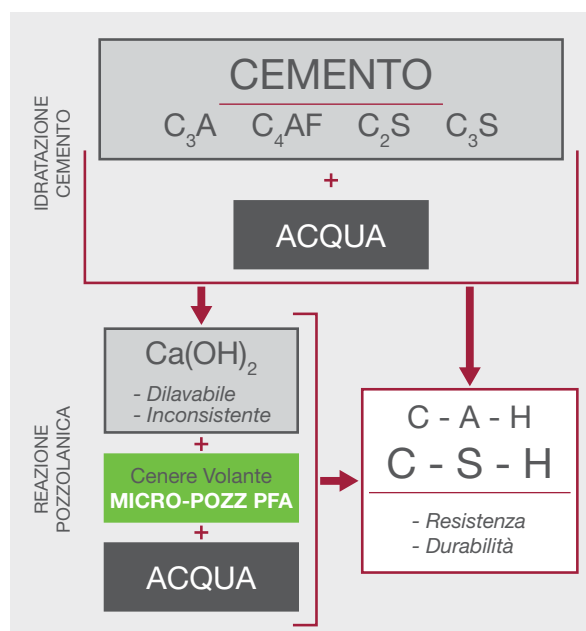 IDRATAZIONE
CEMENTO
CEMENTO
C₃A C₄AF C₂S C₃S
+
ACQUA
REAZIONE
POZZOLANICA
Ca(OH)₂
- Dilavabile
- Inconsistente
+
Cenere Volante
MICRO-POZZ PFA
+
ACQUA
C - A - H
C - S - H
- Resistenza
- Durabilità